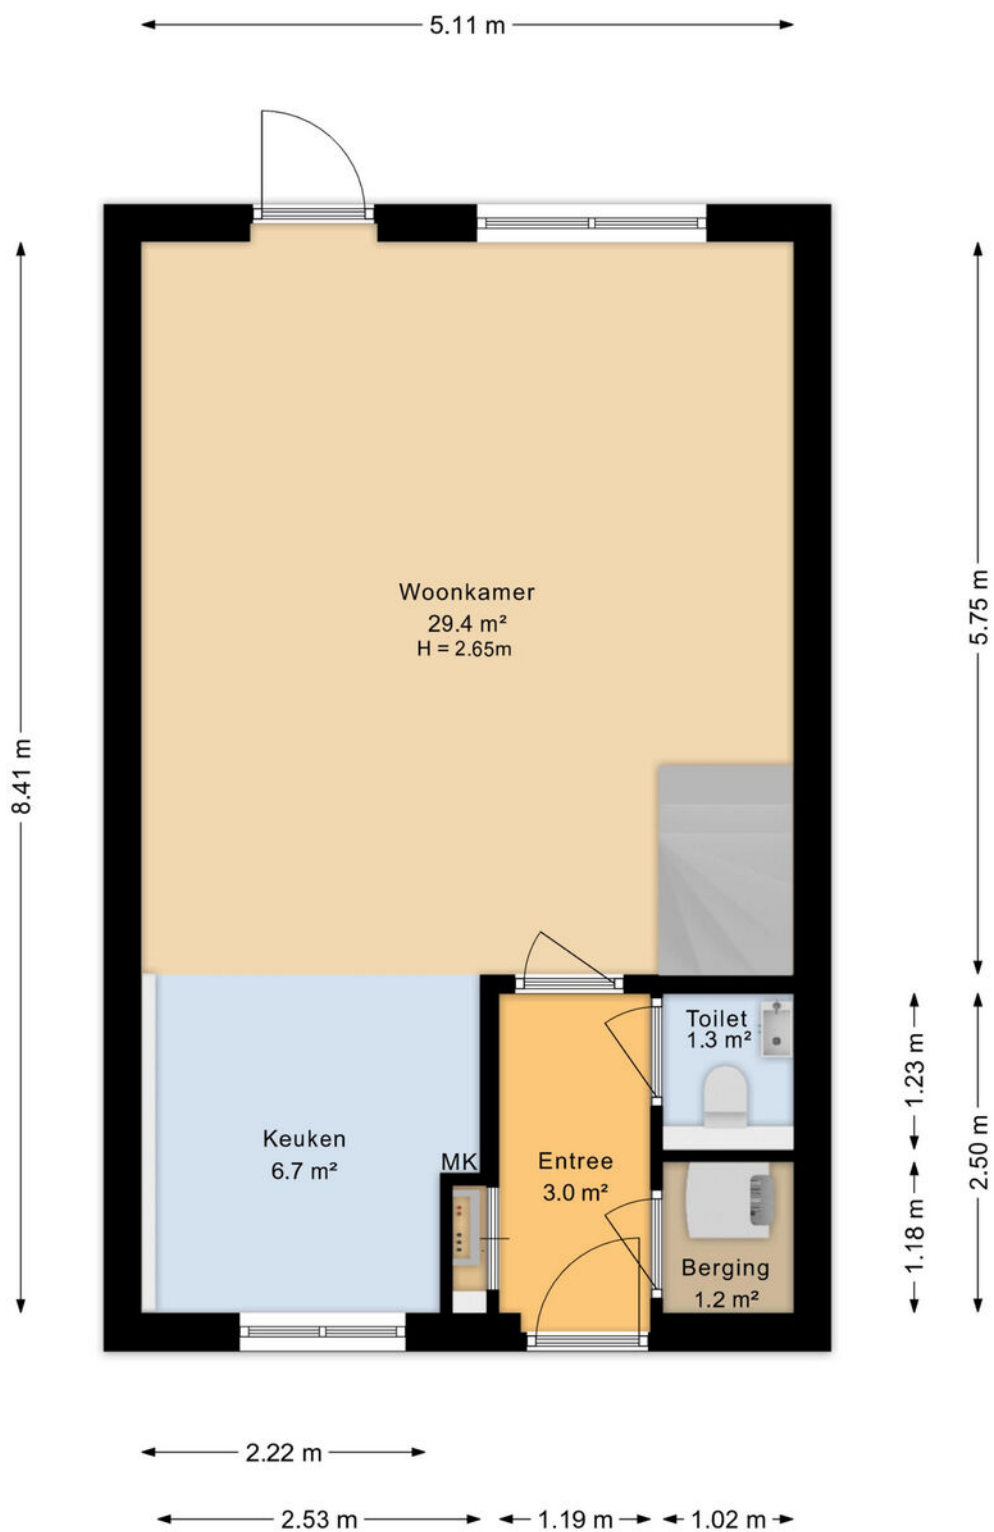 5.11 m
Woonkamer
29.4 m²
H = 2.65m
5.75 m
8.41 m
Toilet
1.3 m²
1.23 m
2.50 m
Keuken
6.7 m²
MK
Entree
3.0 m²
1.18 m
Berging
1.2 m²
2.22 m
2.53 m
1.19 m
1.02 m